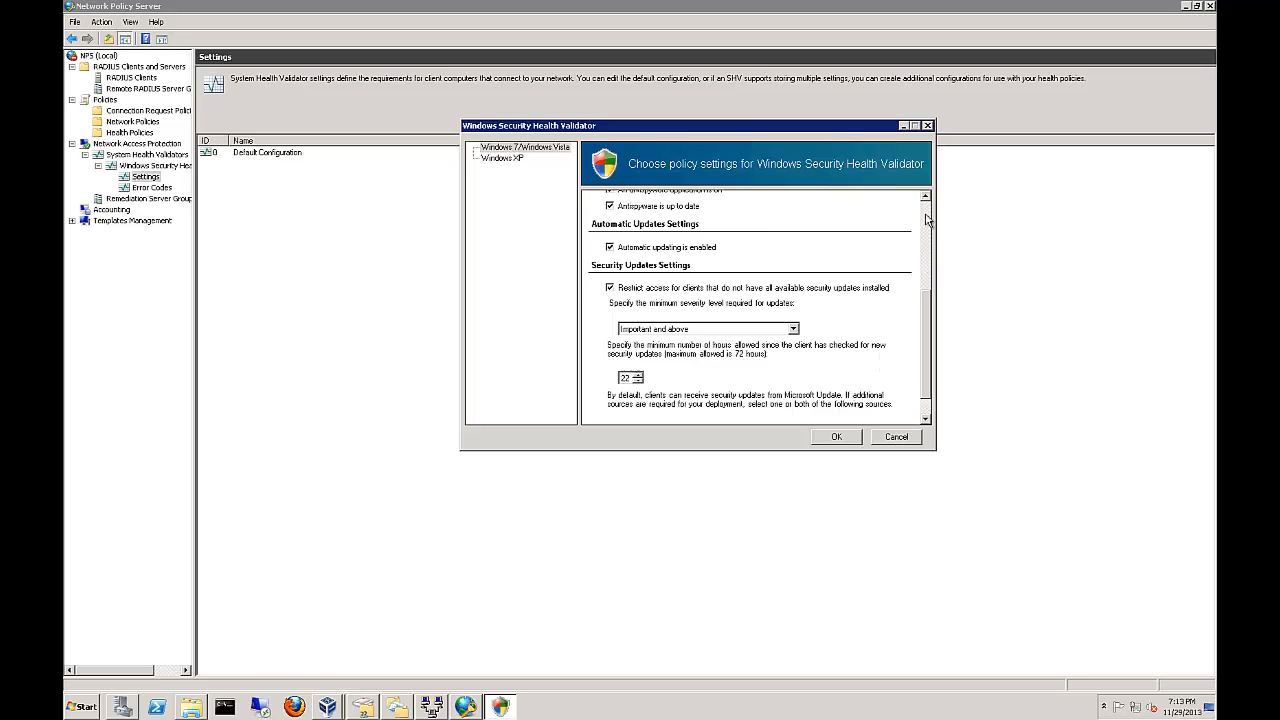 Network Policy Server
File Action View Help
NPS (Local)
RADIUS Clients and Servers
RADIUS Clients
Remote RADIUS Server G
Policies
Connection Request Polici
Network Policies
Health Policies
Network Access Protection
System Health Validators
Windows Security He
Settings
Error Codes
Remediation Server Group
Accounting
Templates Management
Settings
System Health Validator settings define the requirements for client computers that connect to your network. You can edit the default configuration, or if an SHV supports storing multiple settings, you can create additional configurations for use with your health policies.
ID Name
0 Default Configuration
Windows Security Health Validator
Windows 7/Windows Vista
Windows XP
Choose policy settings for Windows Security Health Validator
An antispyware application is on
Antispyware is up to date
Automatic Updates Settings
Automatic updating is enabled
Security Updates Settings
Restrict access for clients that do not have all available security updates installed
Specify the minimum severity level required for updates:
Important and above
Specify the minimum number of hours allowed since the client has checked for new
security updates (maximum allowed is 72 hours).
22
By default, clients can receive security updates from Microsoft Update. If additional
sources are required for your deployment, select one or both of the following sources.
OK Cancel
Start
7:13 PM
11/29/2013